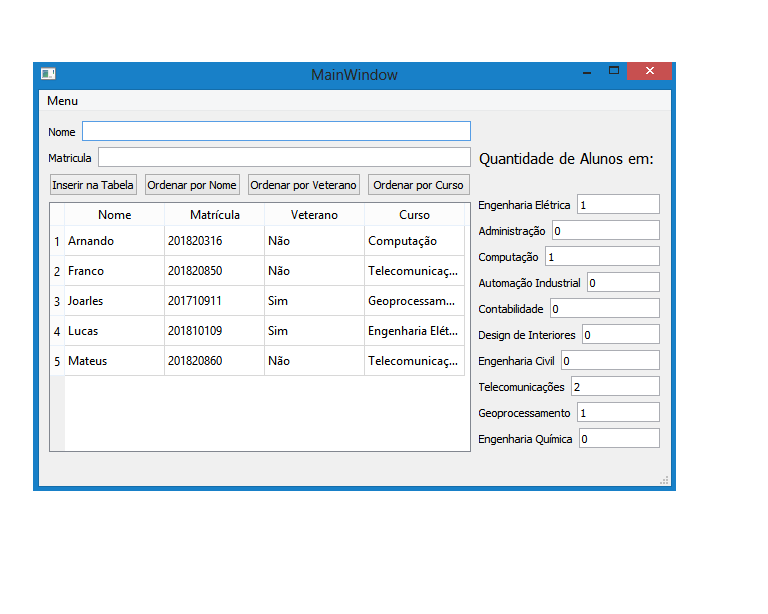 MainWindow
Menu
Nome
Matricula
Inserir na Tabela Ordenar por Nome Ordenar por Veterano Ordenar por Curso
Nome Matrícula Veterano Curso
1 Arnando 201820316 Não Computação
2 Franco 201820850 Não Telecomunicaç...
3 Joarles 201710911 Sim Geoprocessam...
4 Lucas 201810109 Sim Engenharia Elét...
5 Mateus 201820860 Não Telecomunicaç...
Quantidade de Alunos em:
Engenharia Elétrica 1
Administração 0
Computação 1
Automação Industrial 0
Contabilidade 0
Design de Interiores 0
Engenharia Civil 0
Telecomunicações 2
Geoprocessamento 1
Engenharia Química 0